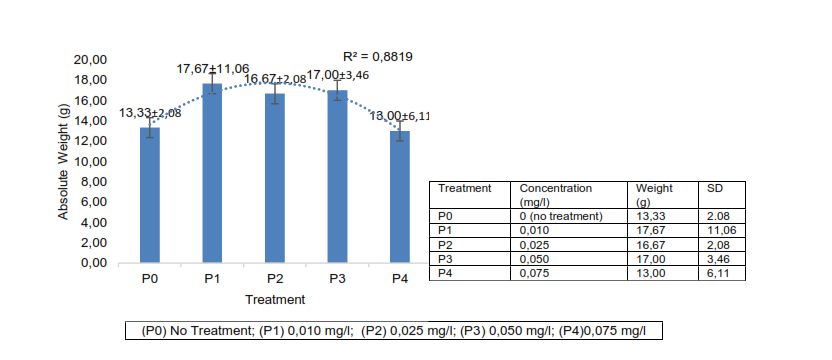 R² = 0,8819
20,00
18,00
16,00
14,00
12,00
10,00
8,00
6,00
4,00
2,00
0,00
Absolute Weight (g)
13,33±2,08
17,67±11,06
16,67±2,08
17,00±3,46
13,00±6,11
P0 P1 P2 P3 P4
Treatment
Treatment Concentration (mg/l) Weight (g) SD
P0 0 (no treatment) 13,33 2.08
P1 0,010 17,67 11,06
P2 0,025 16,67 2,08
P3 0,050 17,00 3,46
P4 0,075 13,00 6,11
(P0) No Treatment; (P1) 0,010 mg/l; (P2) 0,025 mg/l; (P3) 0,050 mg/l; (P4)0,075 mg/l